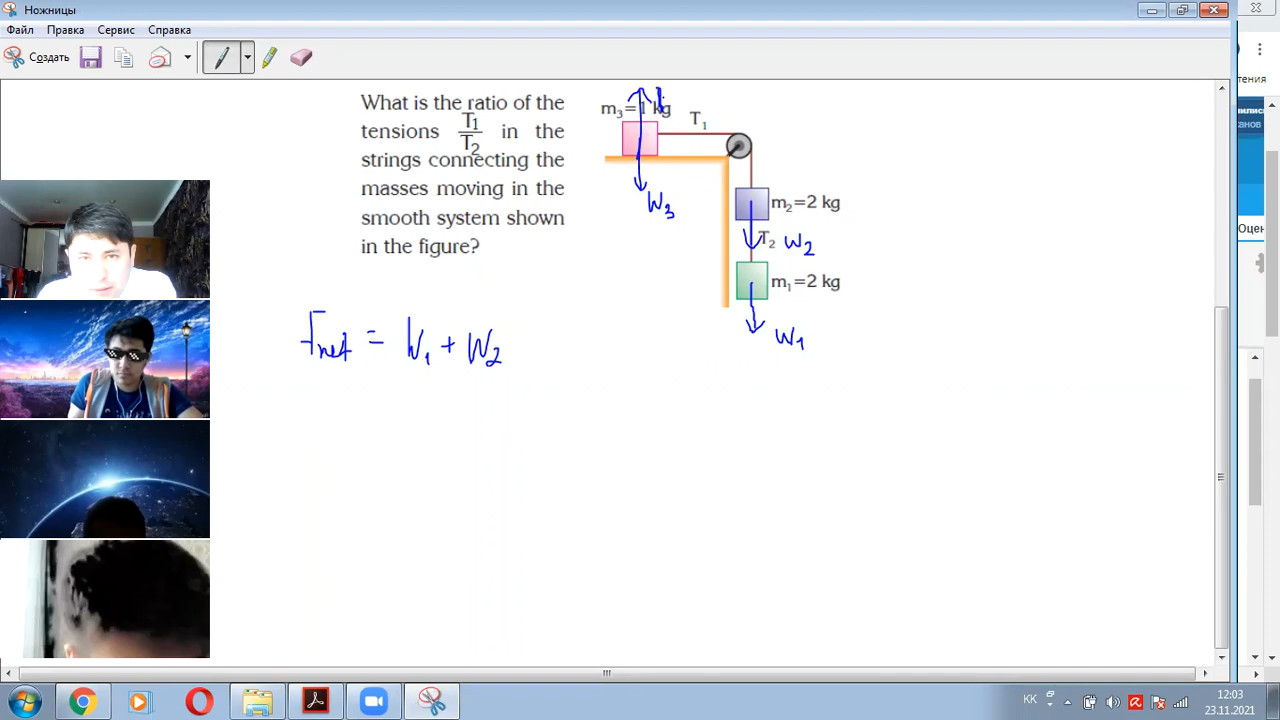 Ножницы
Файл Правка Сервис Справка
Создать
What is the ratio of the
tensions T1/T2 in the
strings connecting the
masses moving in the
smooth system shown
in the figure?
m3=1 kg
T1
W3
m2=2 kg
T2 W2
m1=2 kg
W1
Fnet = W1 + W2
тения
Оцен
KK
12:03
23.11.2021